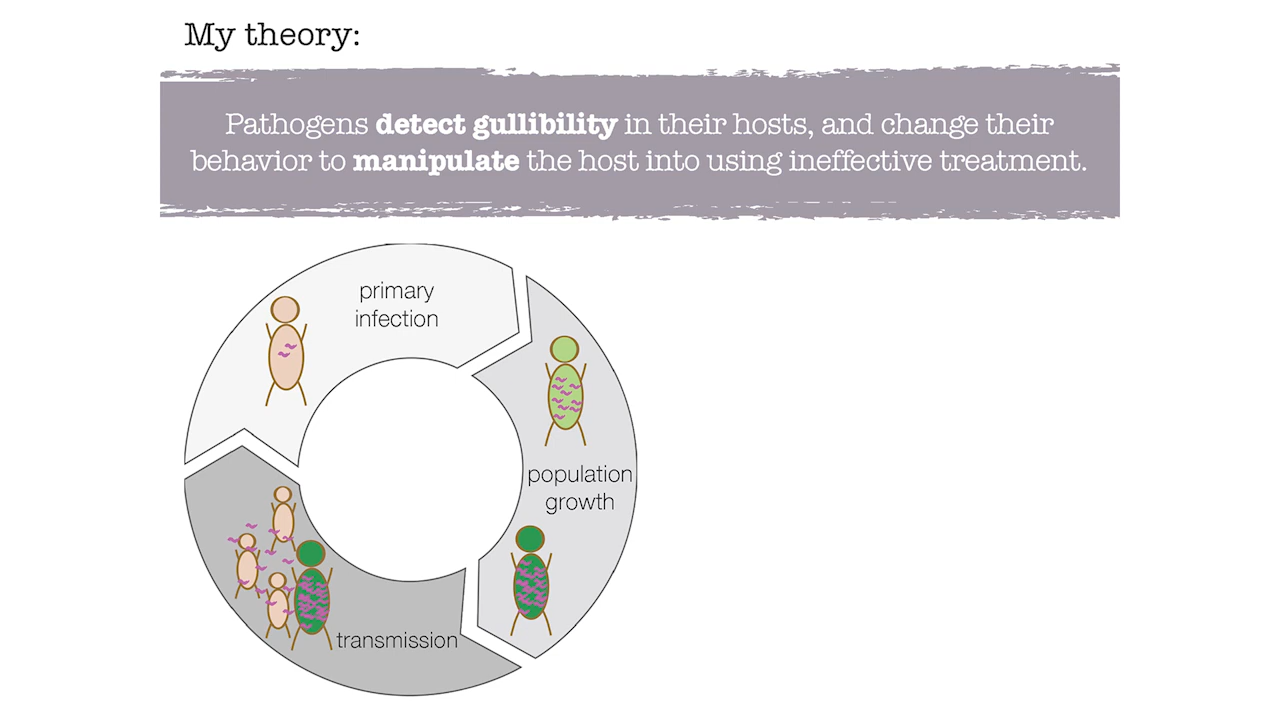 My theory:
Pathogens detect gullibility in their hosts, and change their
behavior to manipulate the host into using ineffective treatment.
primary
infection
population
growth
transmission